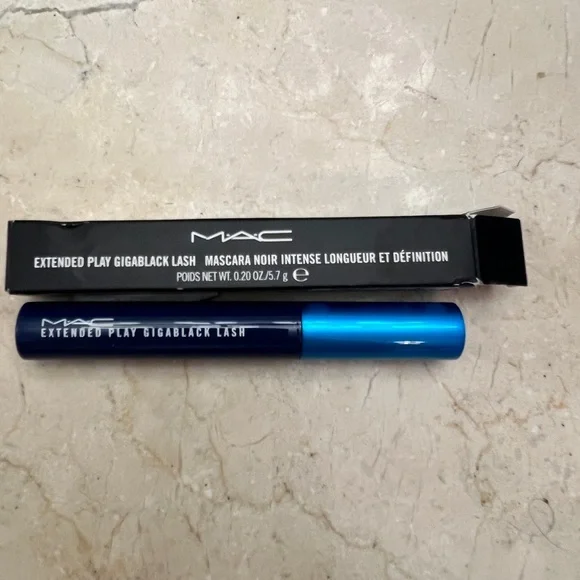 M·A·C
EXTENDED PLAY GIGABLACK LASH MASCARA NOIR INTENSE LONGUEUR ET DÉFINITION
POIDS NET WT. 0.20 OZ./5.7 g ℮
M·A·C
EXTENDED PLAY GIGABLACK LASH